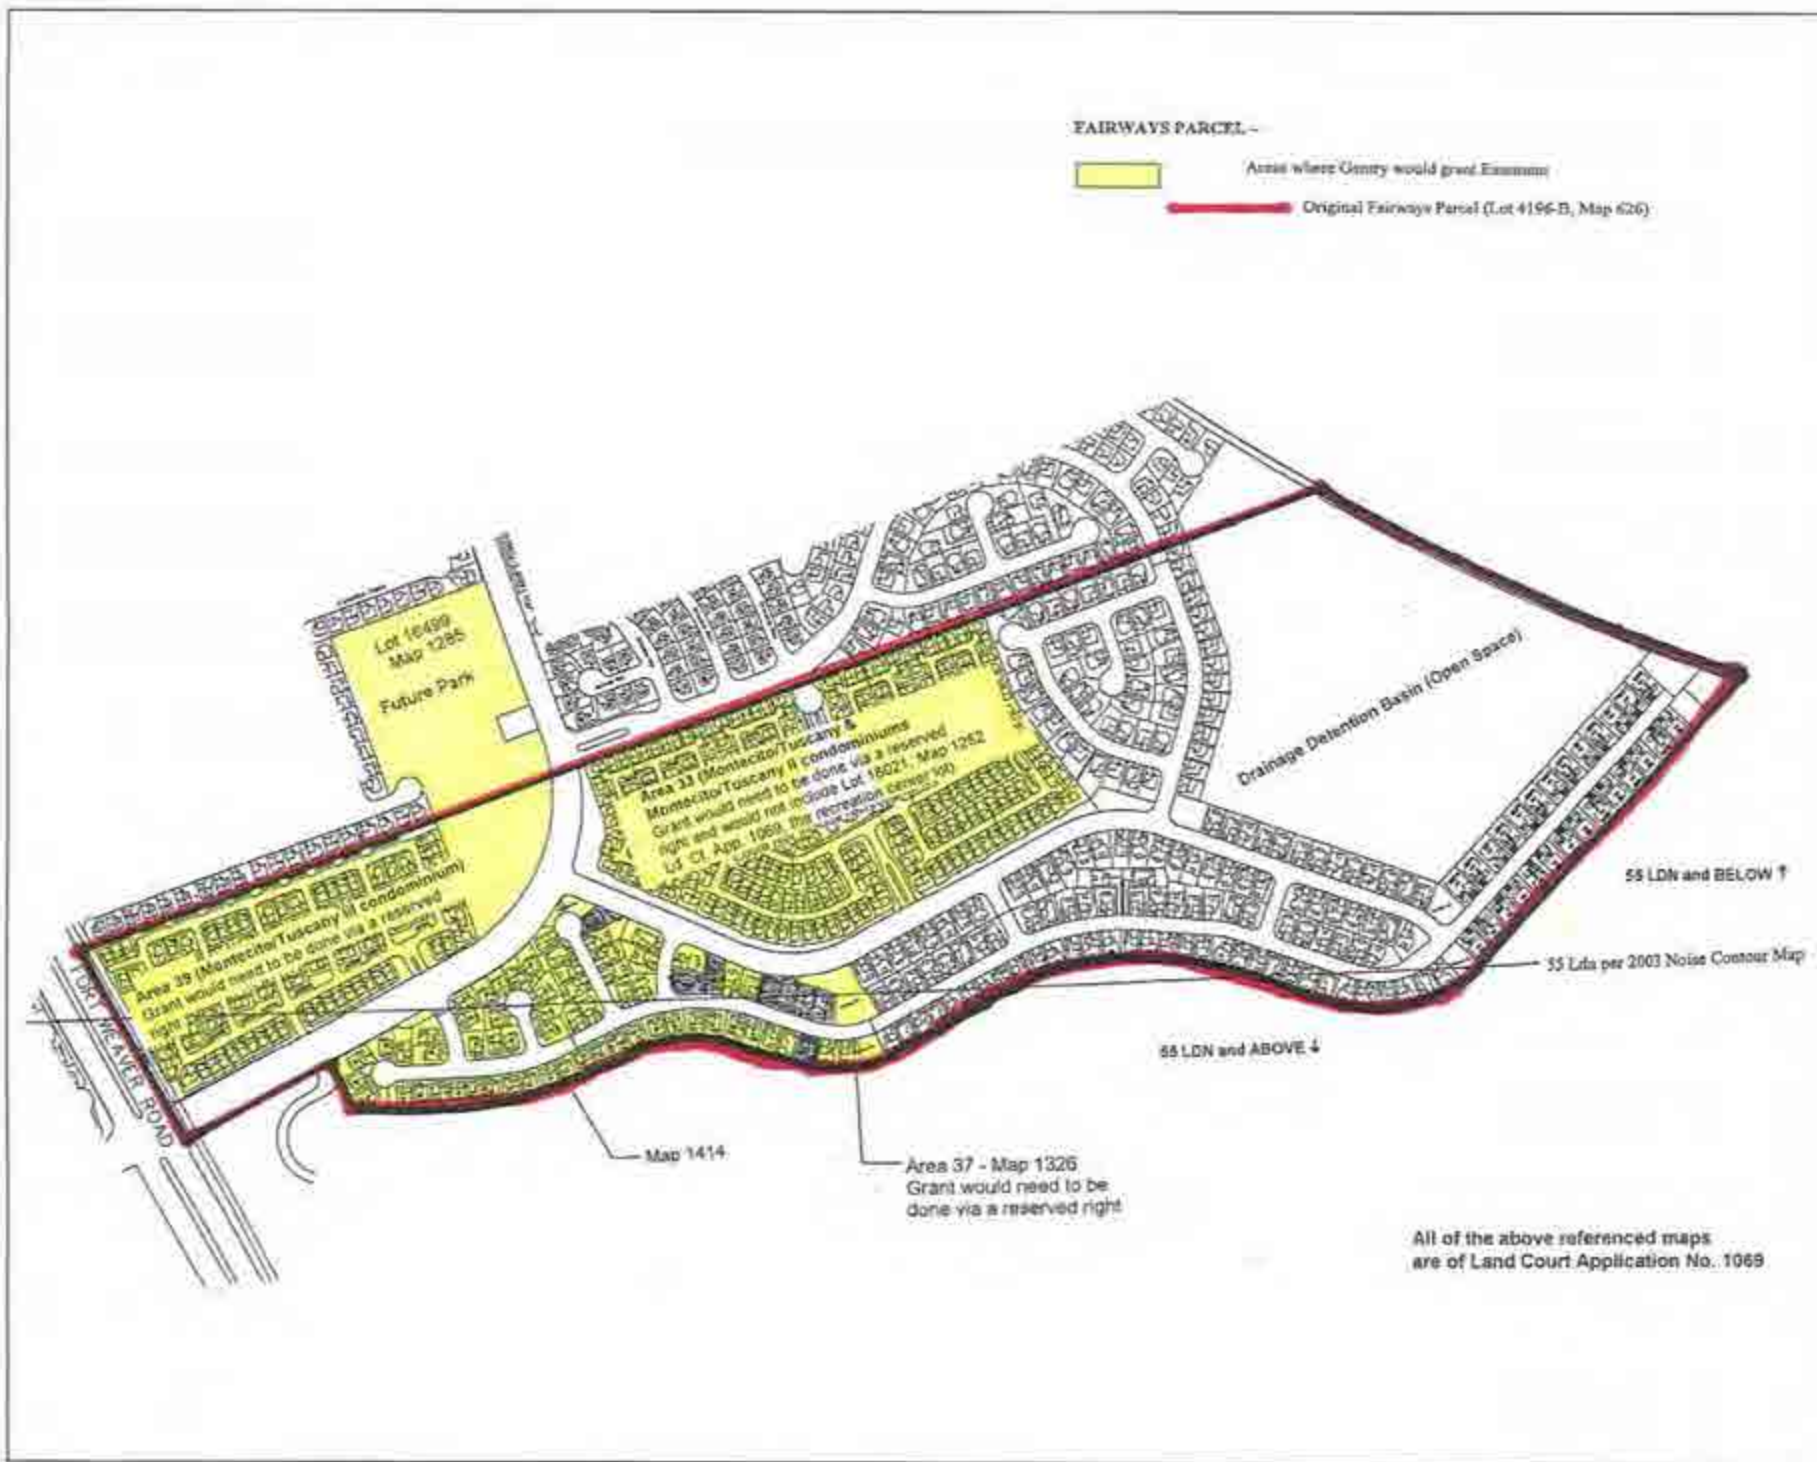 FAIRWAYS PARCEL -
Areas where Gentry would grant Easement
Original Fairways Parcel (Lot 4196-B, Map 626)
Lot 16499
Map 1285
Future Park
Area 33 (Montecito/Tuscany &
Montecito/Tuscany II condominiums
Grant would need to be done via a reserved
right and would not include Lot 16021, Map 1262
Ld. Ct. App. 1069, the recreation center lot)
Drainage Detention Basin (Open Space)
Area 39 (Montecito/Tuscaby III condominium)
Grant would need to be done via a reserved
right
FORT WEAVER ROAD
55 LDN and BELOW ↑
55 Ldn per 2003 Noise Contour Map
55 LDN and ABOVE ↓
Map 1414
Area 37 - Map 1326
Grant would need to be
done via a reserved right
All of the above referenced maps
are of Land Court Application No. 1069